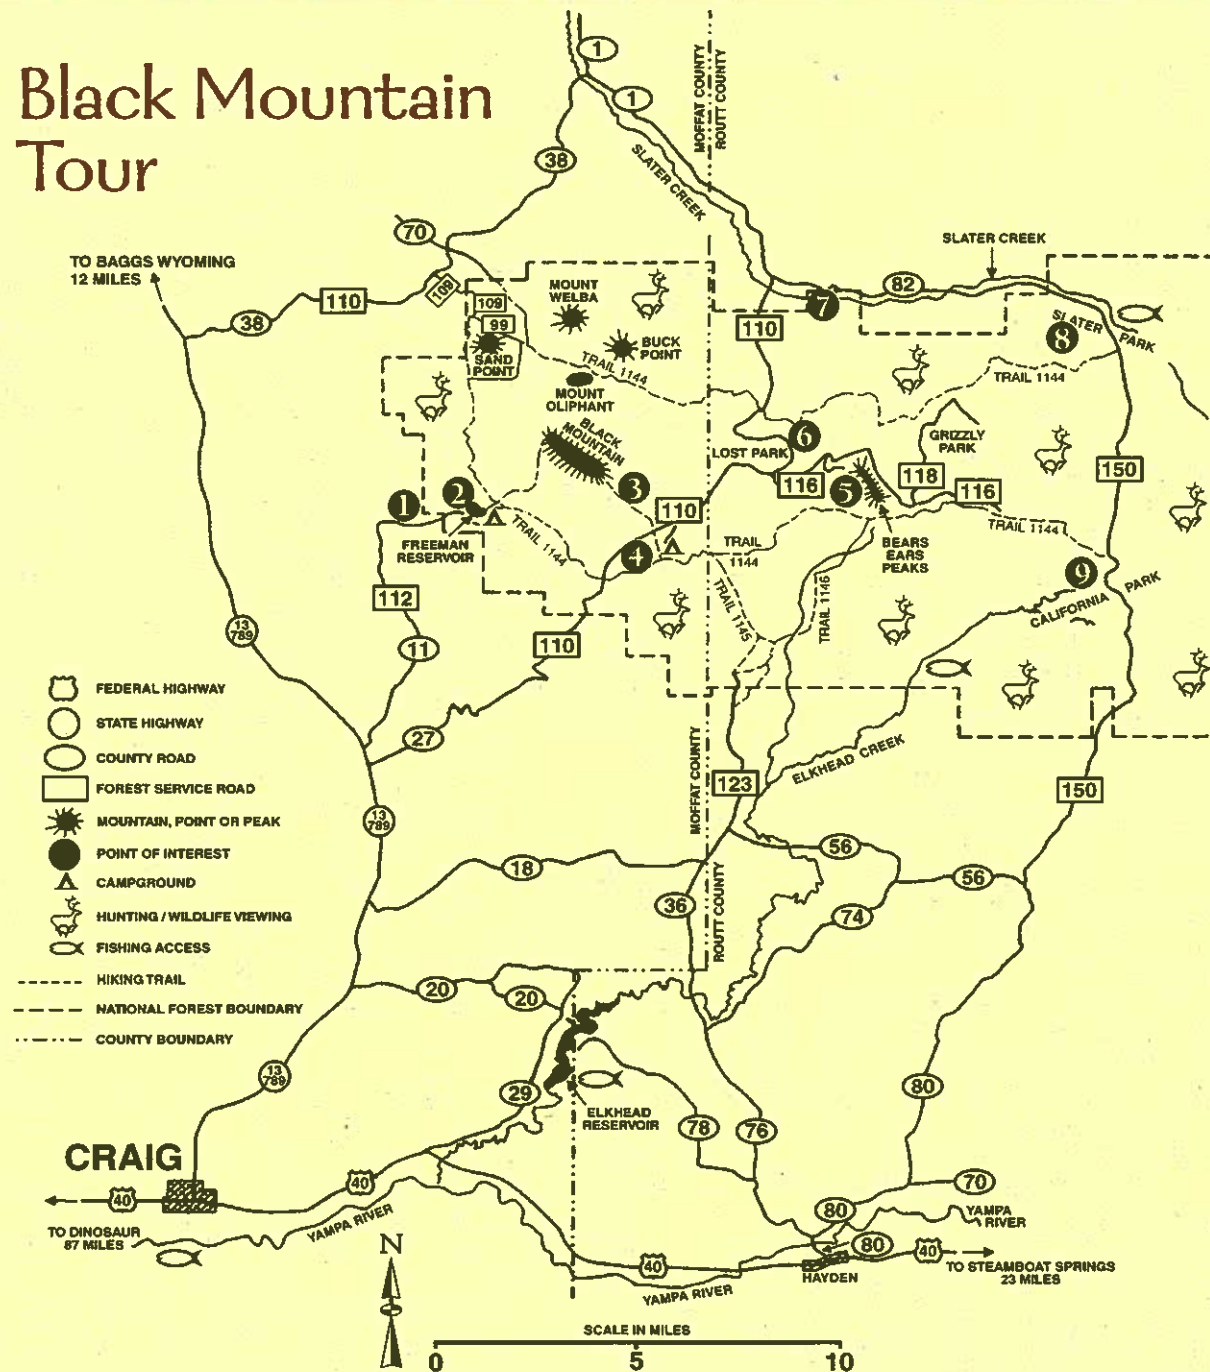 Black Mountain
Tour
1
1
MOFFAT COUNTY
ROUTT COUNTY
38
SLATER CREEK
70
TO BAGGS WYOMING
12 MILES
SLATER CREEK
109
110
38
109
99
SAND
POINT
MOUNT
WELBA
BUCK
POINT
TRAIL 1144
MOUNT
OLIPHANT
BLACK
MOUNTAIN
110
7
82
8
SLATER
PARK
TRAIL 1144
6
LOST PARK
GRIZZLY
PARK
118
116
116
5
150
1
2
3
110
FREEMAN
RESERVOIR
TRAIL 1144
4
TRAIL
1144
BEARS
EARS
PEAKS
TRAIL 1144
9
CALIFORNIA
PARK
112
TRAIL 1145
TRAIL 1146
13
789
11
110
27
FEDERAL HIGHWAY
STATE HIGHWAY
COUNTY ROAD
FOREST SERVICE ROAD
MOUNTAIN, POINT OR PEAK
POINT OF INTEREST
CAMPGROUND
HUNTING / WILDLIFE VIEWING
FISHING ACCESS
HIKING TRAIL
NATIONAL FOREST BOUNDARY
COUNTY BOUNDARY
MOFFAT COUNTY
123
ELKHEAD CREEK
150
13
789
18
56
56
36
ROUTT COUNTY
74
20
20
13
789
29
ELKHEAD
RESERVOIR
78
76
80
CRAIG
40
40
TO DINOSAUR
87 MILES
YAMPA RIVER
70
80
YAMPA
RIVER
80
40
HAYDEN
TO STEAMBOAT SPRINGS
23 MILES
40
YAMPA RIVER
N
SCALE IN MILES
0 5 10